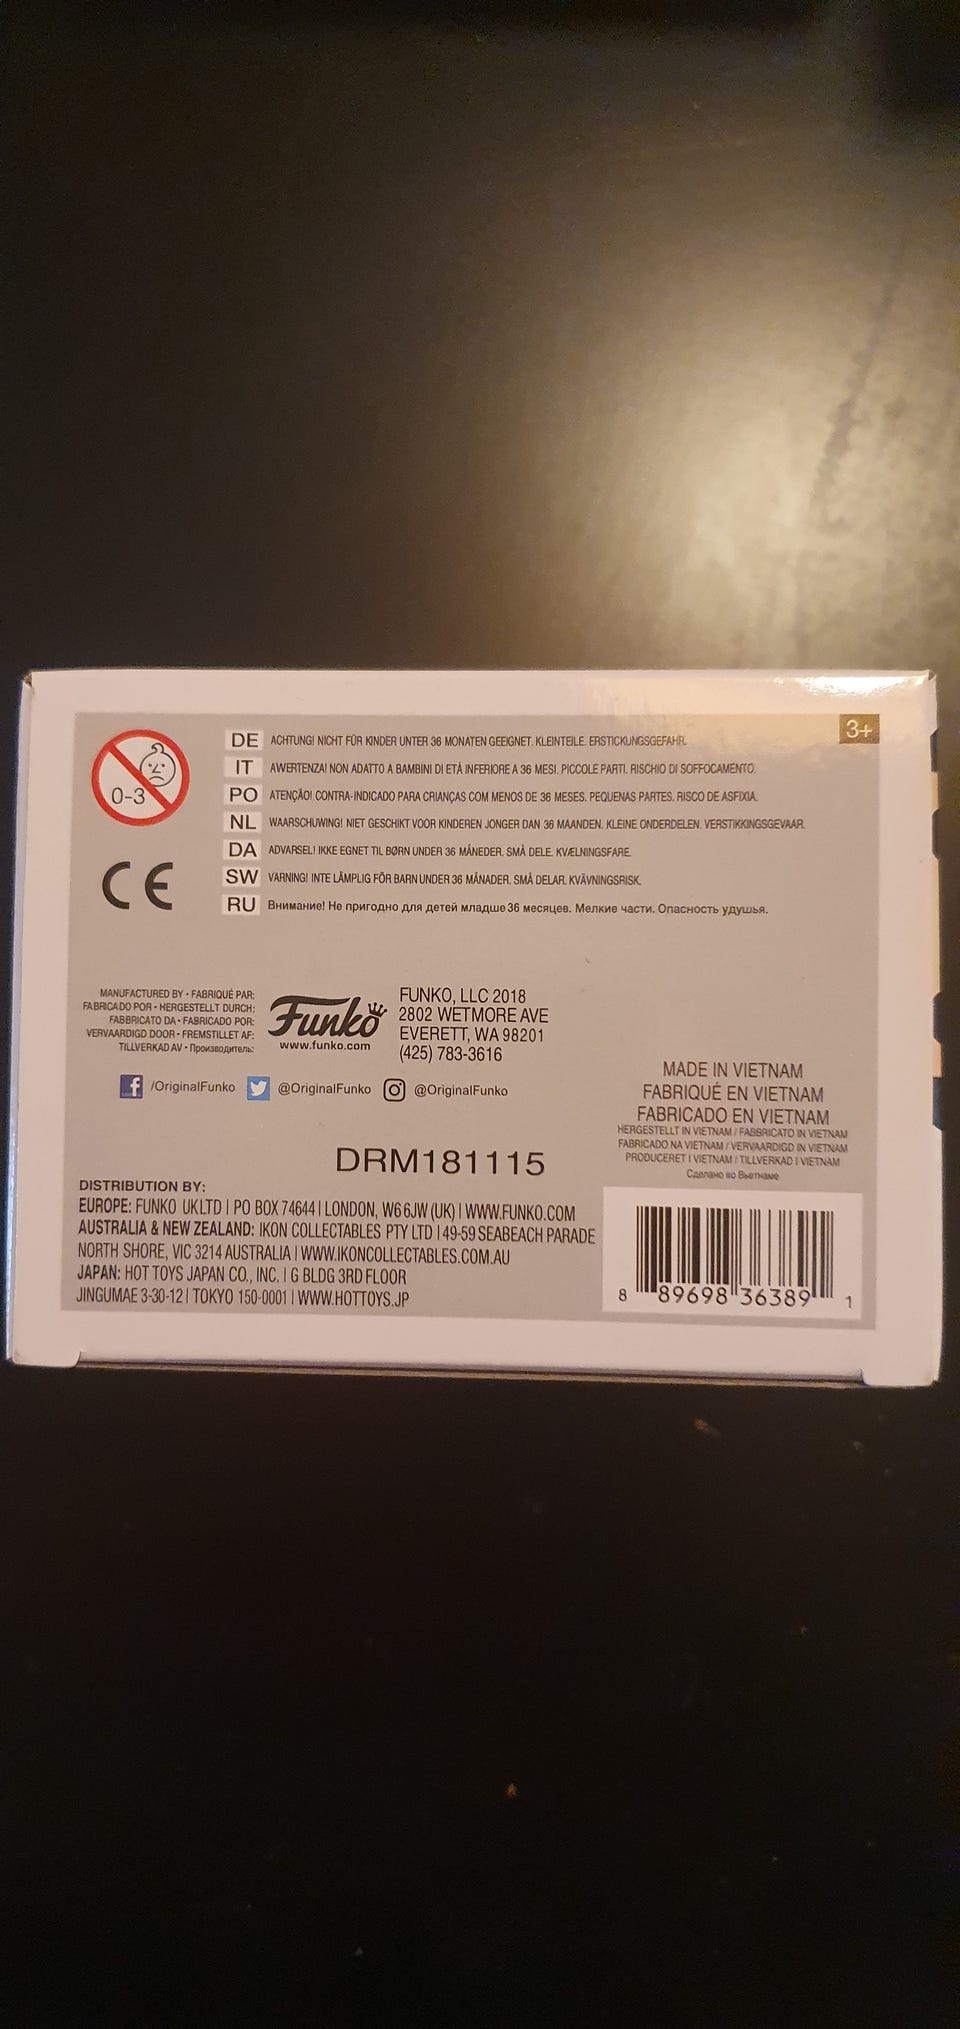 3+
0-3
DE ACHTUNG! NICHT FÜR KINDER UNTER 36 MONATEN GEEIGNET. KLEINTEILE. ERSTICKUNGSGEFAHR.
IT AWERTENZA! NON ADATTO A BAMBINI DI ETÀ INFERIORE A 36 MESI. PICCOLE PARTI. RISCHIO DI SOFFOCAMENTO.
PO ATENÇÃO! CONTRA-INDICADO PARA CRIANÇAS COM MENOS DE 36 MESES. PEQUENAS PARTES. RISCO DE ASFIXIA.
NL WAARSCHUWING! NIET GESCHIKT VOOR KINDEREN JONGER DAN 36 MAANDEN. KLEINE ONDERDELEN. VERSTIKKINGSGEVAAR.
DA ADVARSEL! IKKE EGNET TIL BØRN UNDER 36 MÅNEDER. SMÅ DELE. KVÆLNINGSFARE.
SW VARNING! INTE LÄMPLIG FÖR BARN UNDER 36 MÅNADER. SMÅ DELAR. KVÄVNINGSRISK.
RU Внимание! Не пригодно для детей младше 36 месяцев. Мелкие части. Опасность удушья.
CE
MANUFACTURED BY • FABRIQUÉ PAR:
FABRICADO POR • HERGESTELLT DURCH:
FABBRICATO DA • FABRICADO POR:
VERVAARDIGD DOOR • FREMSTILLET AF:
TILLVERKAD AV • Производитель:
Funko
www.funko.com
FUNKO, LLC 2018
2802 WETMORE AVE
EVERETT, WA 98201
(425) 783-3616
/OriginalFunko @OriginalFunko @OriginalFunko
MADE IN VIETNAM
FABRIQUÉ EN VIETNAM
FABRICADO EN VIETNAM
HERGESTELLT IN VIETNAM / FABBRICATO IN VIETNAM
FABRICADO NA VIETNAM / VERVAARDIGD IN VIETNAM
PRODUCERET I VIETNAM / TILLVERKAD I VIETNAM
Сделано во Вьетнаме
DRM181115
DISTRIBUTION BY:
EUROPE: FUNKO UK LTD | PO BOX 74644 | LONDON, W6 6JW (UK) | WWW.FUNKO.COM
AUSTRALIA & NEW ZEALAND: IKON COLLECTABLES PTY LTD | 49-59 SEABEACH PARADE
NORTH SHORE, VIC 3214 AUSTRALIA | WWW.IKONCOLLECTABLES.COM.AU
JAPAN: HOT TOYS JAPAN CO., INC. | G BLDG 3RD FLOOR
JINGUMAE 3-30-12 | TOKYO 150-0001 | WWW.HOTTOYS.JP
8 89698 36389 1